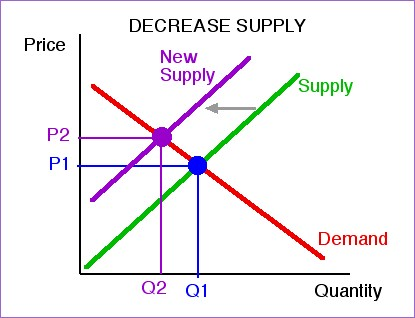 DECREASE SUPPLY
Price
New
Supply
Supply
P2
P1
Demand
Q2
Q1
Quantity